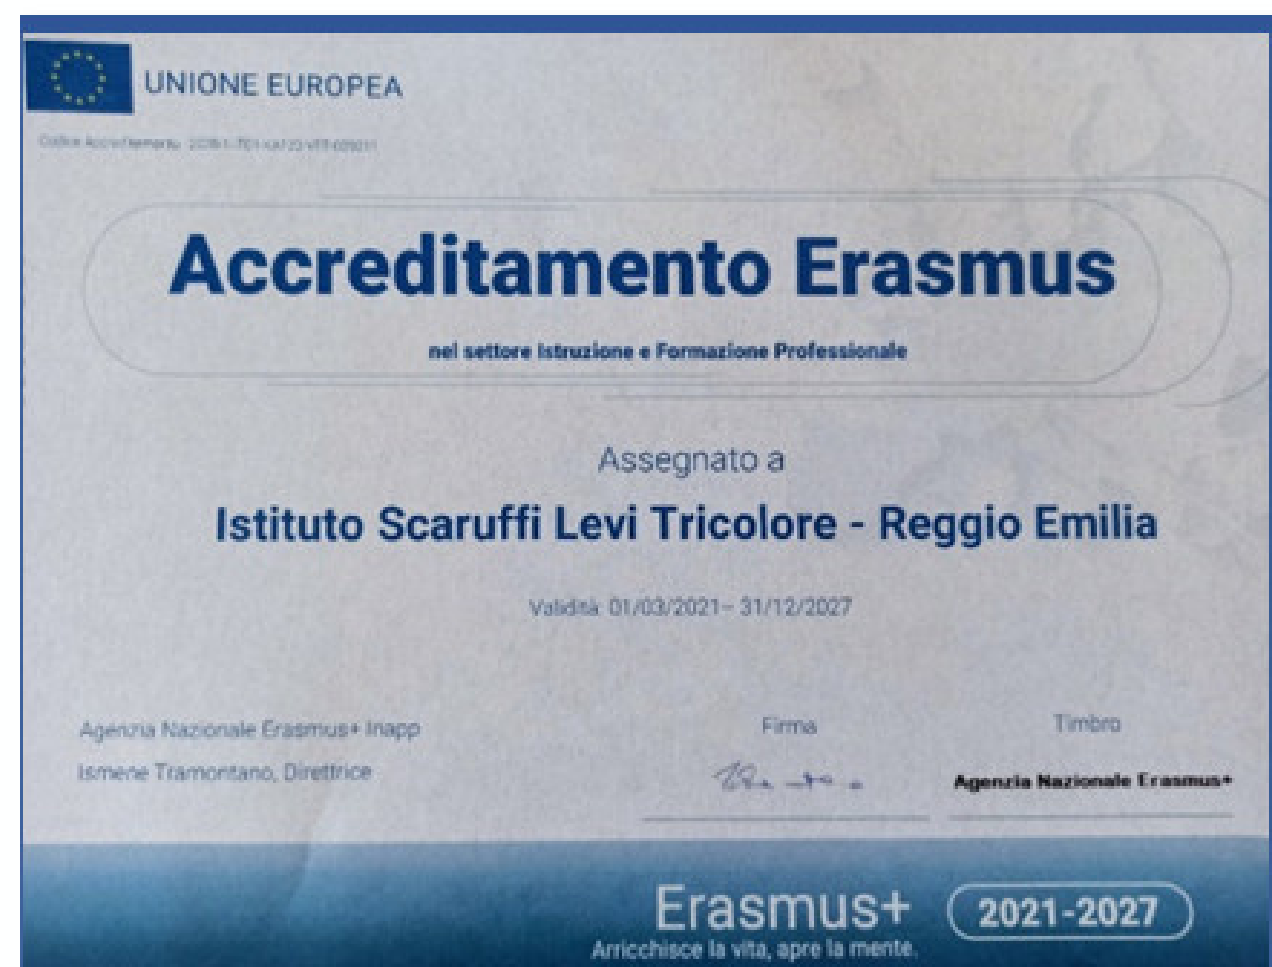 UNIONE EUROPEA
Codice Accreditamento
Accreditamento Erasmus
nel settore Istruzione e Formazione Professionale
Assegnato a
Istituto Scaruffi Levi Tricolore - Reggio Emilia
Validità: 01/03/2021– 31/12/2027
Agenzia Nazionale Erasmus+ Inapp
Ismene Tramontano, Direttrice
Firma
Timbro
Agenzia Nazionale Erasmus+
Erasmus+
Arricchisce la vita, apre la mente.
2021-2027